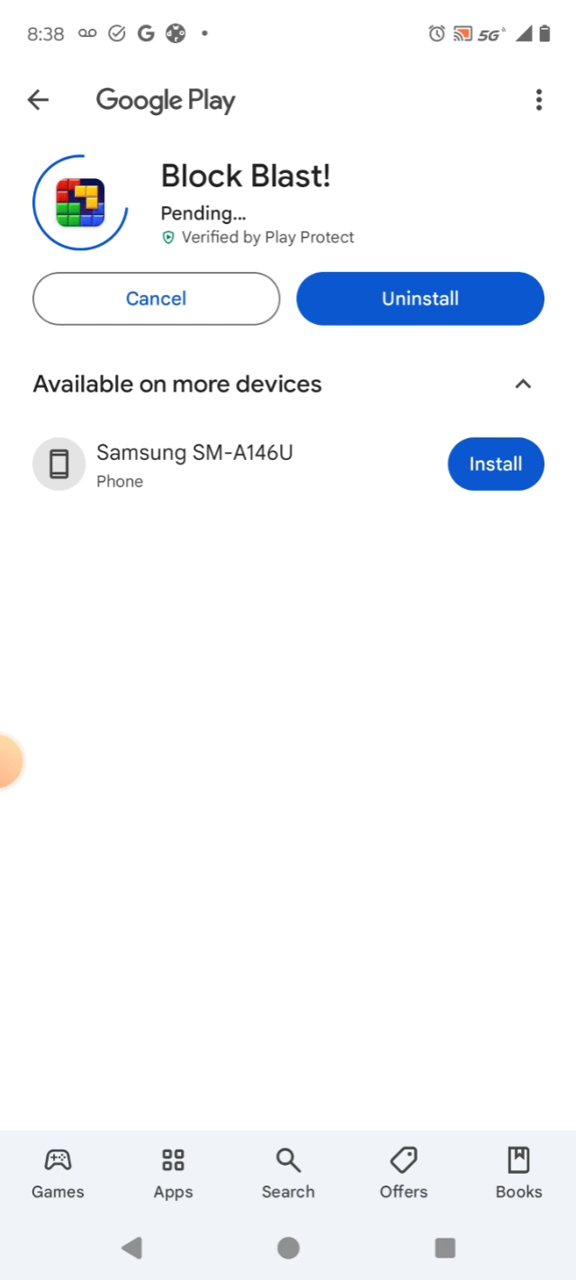 8:38
5G
Google Play
Block Blast!
Pending...
Verified by Play Protect
Cancel
Uninstall
Available on more devices
Samsung SM-A146U
Phone
Install
Games
Apps
Search
Offers
Books